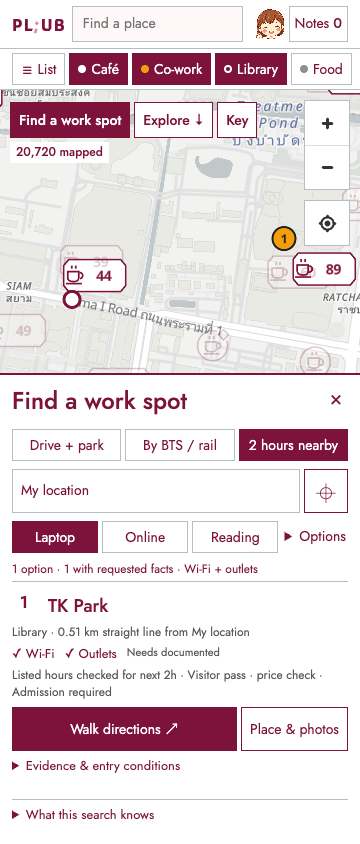 PL;UB
Find a place
Notes 0
List
Café
Co-work
Library
Food
Find a work spot
Explore ↓
Key
+
20,720 mapped
−
1
39
44
89
SIAM
สยาม
ถนนพระรามที่ 1
49
Find a work spot
×
Drive + park
By BTS / rail
2 hours nearby
My location
Laptop
Online
Reading
▶ Options
1 option · 1 with requested facts · Wi-Fi + outlets
1 TK Park
Library · 0.51 km straight line from My location
✓ Wi-Fi ✓ Outlets Needs documented
Listed hours checked for next 2h · Visitor pass · price check ·
Admission required
Walk directions ↗
Place & photos
▶ Evidence & entry conditions
▶ What this search knows